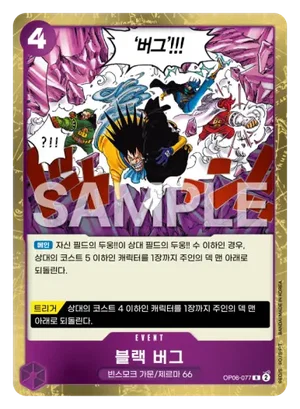 4
'버그'!!!
?!!
SAMPLE
메인 자신 필드의 두웅!!이 상대 필드의 두웅!! 수 이하인 경우,
상대의 코스트 5 이하인 캐릭터를 1장까지 주인의 덱 맨 아래로
되돌린다.
트리거 상대의 코스트 4 이하인 캐릭터를 1장까지 주인의 덱 맨
아래로 되돌린다.
EVENT
블랙 버그
빈스모크 가문/제르마 66
OP06-077 R 2